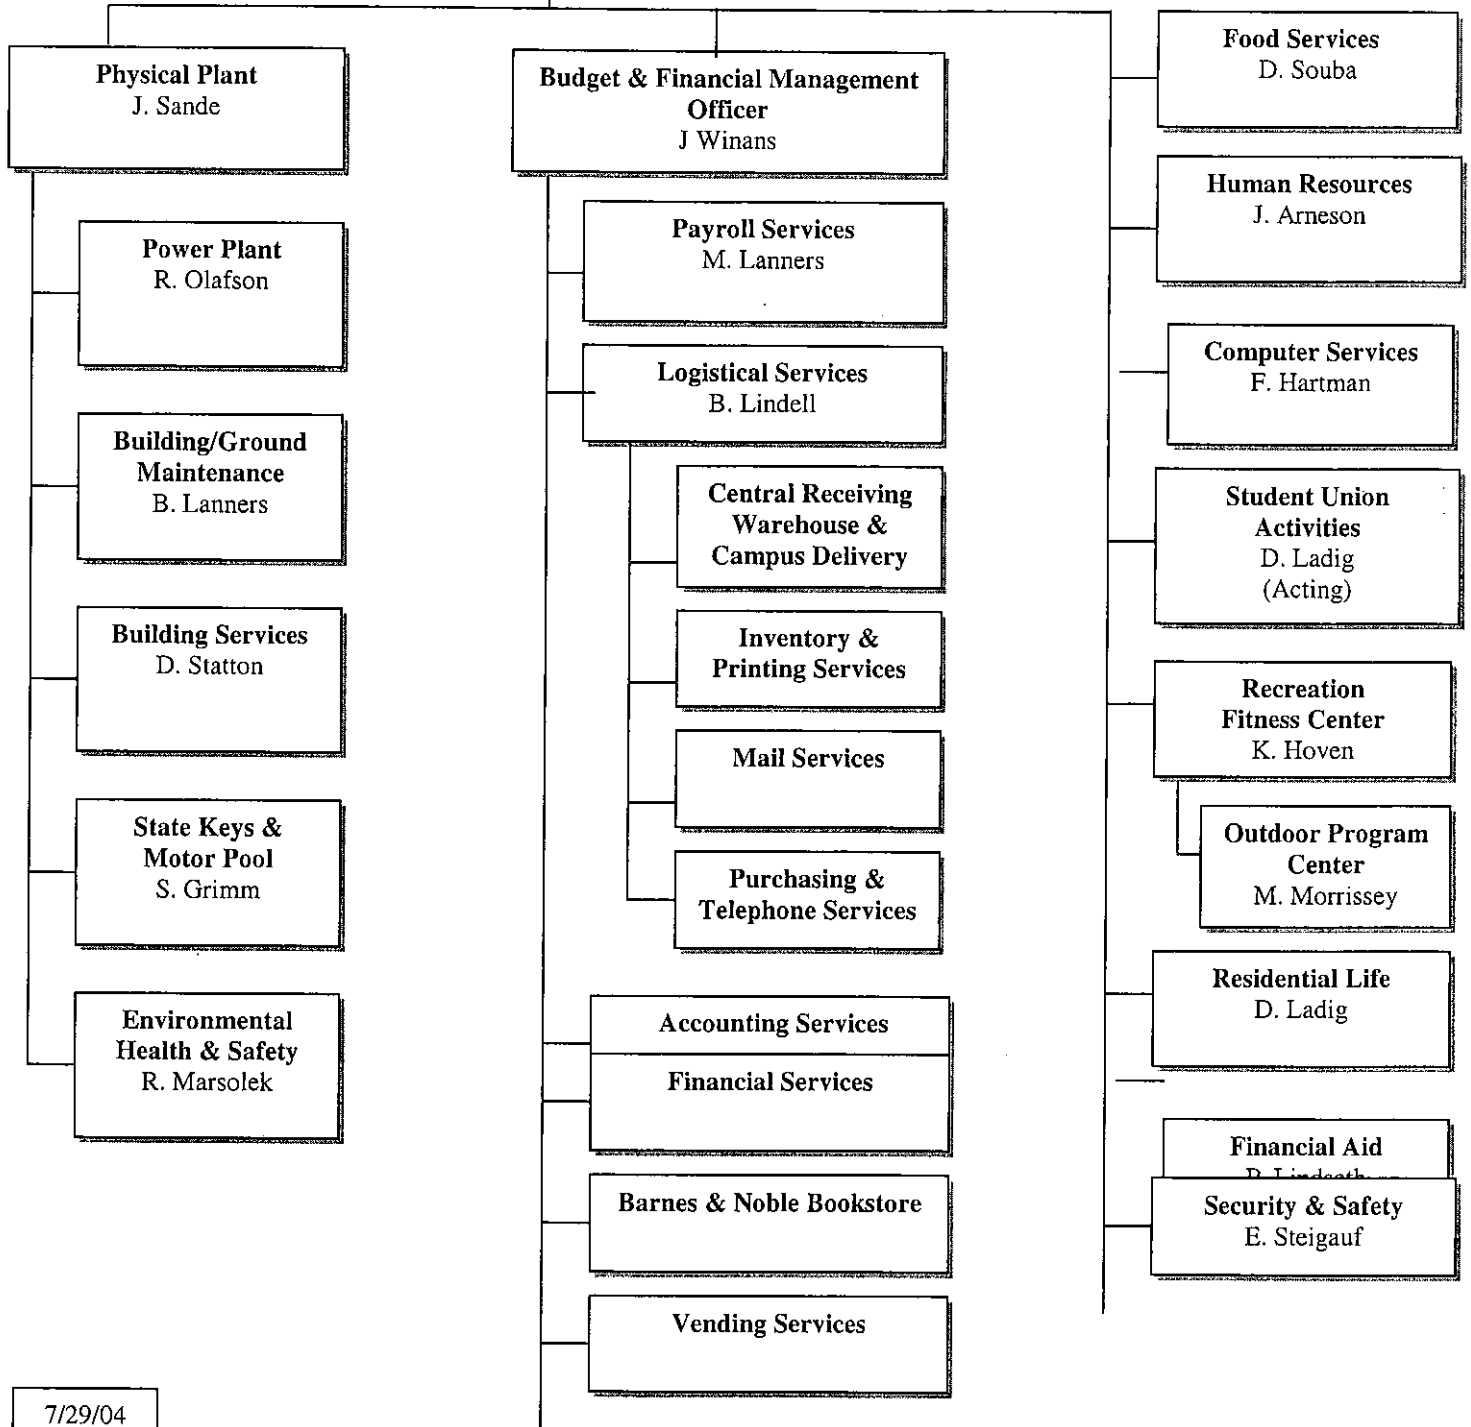 Physical Plant
J. Sande
Power Plant
R. Olafson
Building/Ground
Maintenance
B. Lanners
Building Services
D. Statton
State Keys &
Motor Pool
S. Grimm
Environmental
Health & Safety
R. Marsolek
Budget & Financial Management
Officer
J Winans
Payroll Services
M. Lanners
Logistical Services
B. Lindell
Central Receiving
Warehouse &
Campus Delivery
Inventory &
Printing Services
Mail Services
Purchasing &
Telephone Services
Accounting Services
Financial Services
Barnes & Noble Bookstore
Vending Services
Food Services
D. Souba
Human Resources
J. Arneson
Computer Services
F. Hartman
Student Union
Activities
D. Ladig
(Acting)
Recreation
Fitness Center
K. Hoven
Outdoor Program
Center
M. Morrissey
Residential Life
D. Ladig
Financial Aid
Security & Safety
E. Steigauf
7/29/04